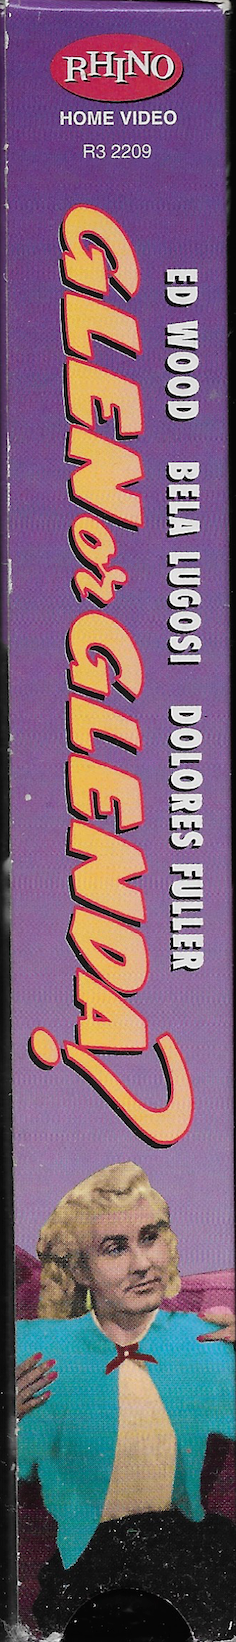 RHINO
HOME VIDEO
R3 2209
ED WOOD BELA LUGOSI DOLORES FULLER
GLEN or GLENDA?